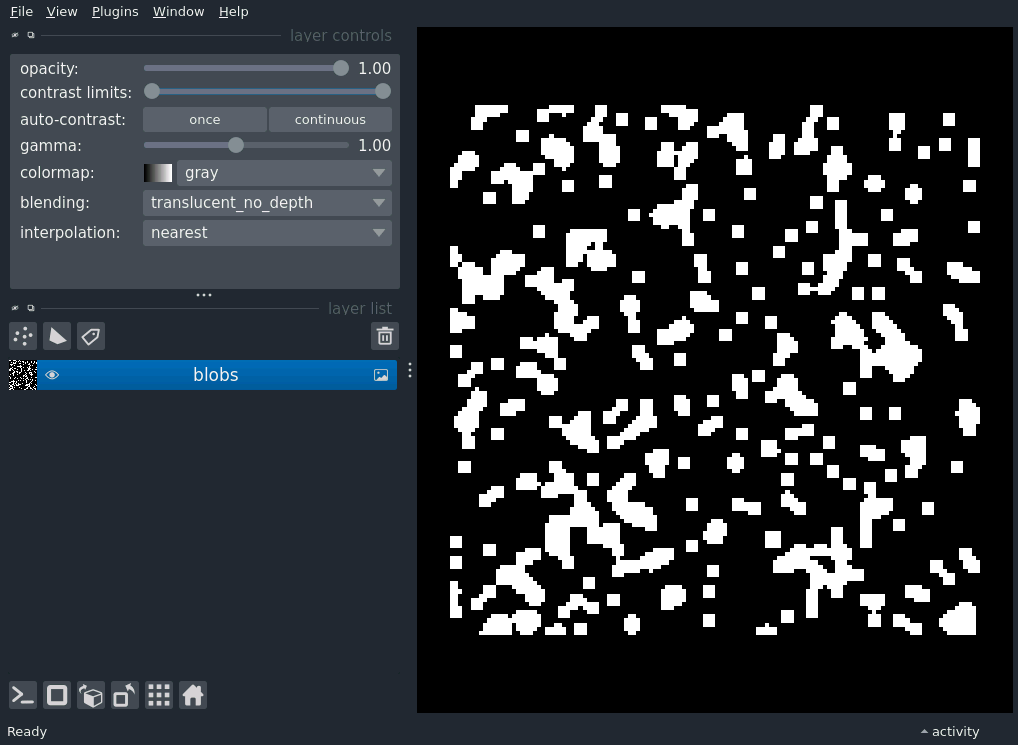 File View Plugins Window Help
layer controls
opacity: 1.00
contrast limits:
auto-contrast: once continuous
gamma: 1.00
colormap: gray
blending: translucent_no_depth
interpolation: nearest
layer list
blobs
Ready
activity